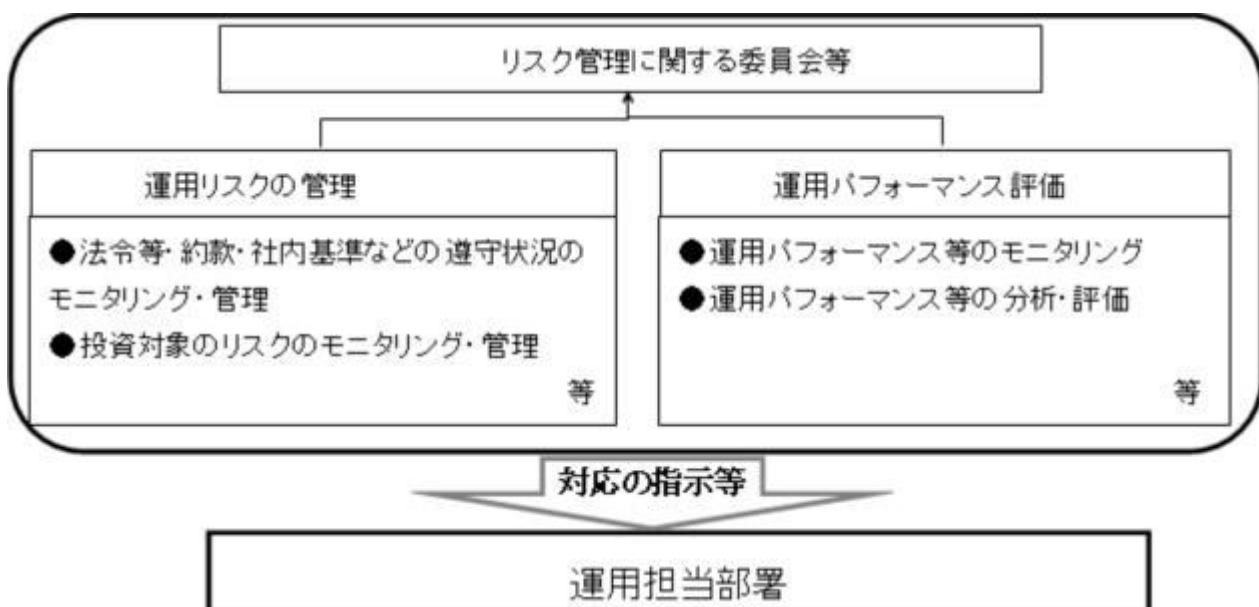 リスク管理に関する委員会等
運用リスクの管理
●法令等・約款・社内基準などの遵守状況の
モニタリング・管理
●投資対象のリスクのモニタリング・管理
等
運用パフォーマンス評価
●運用パフォーマンス等のモニタリング
●運用パフォーマンス等の分析・評価
等
対応の指示等
運用担当部署